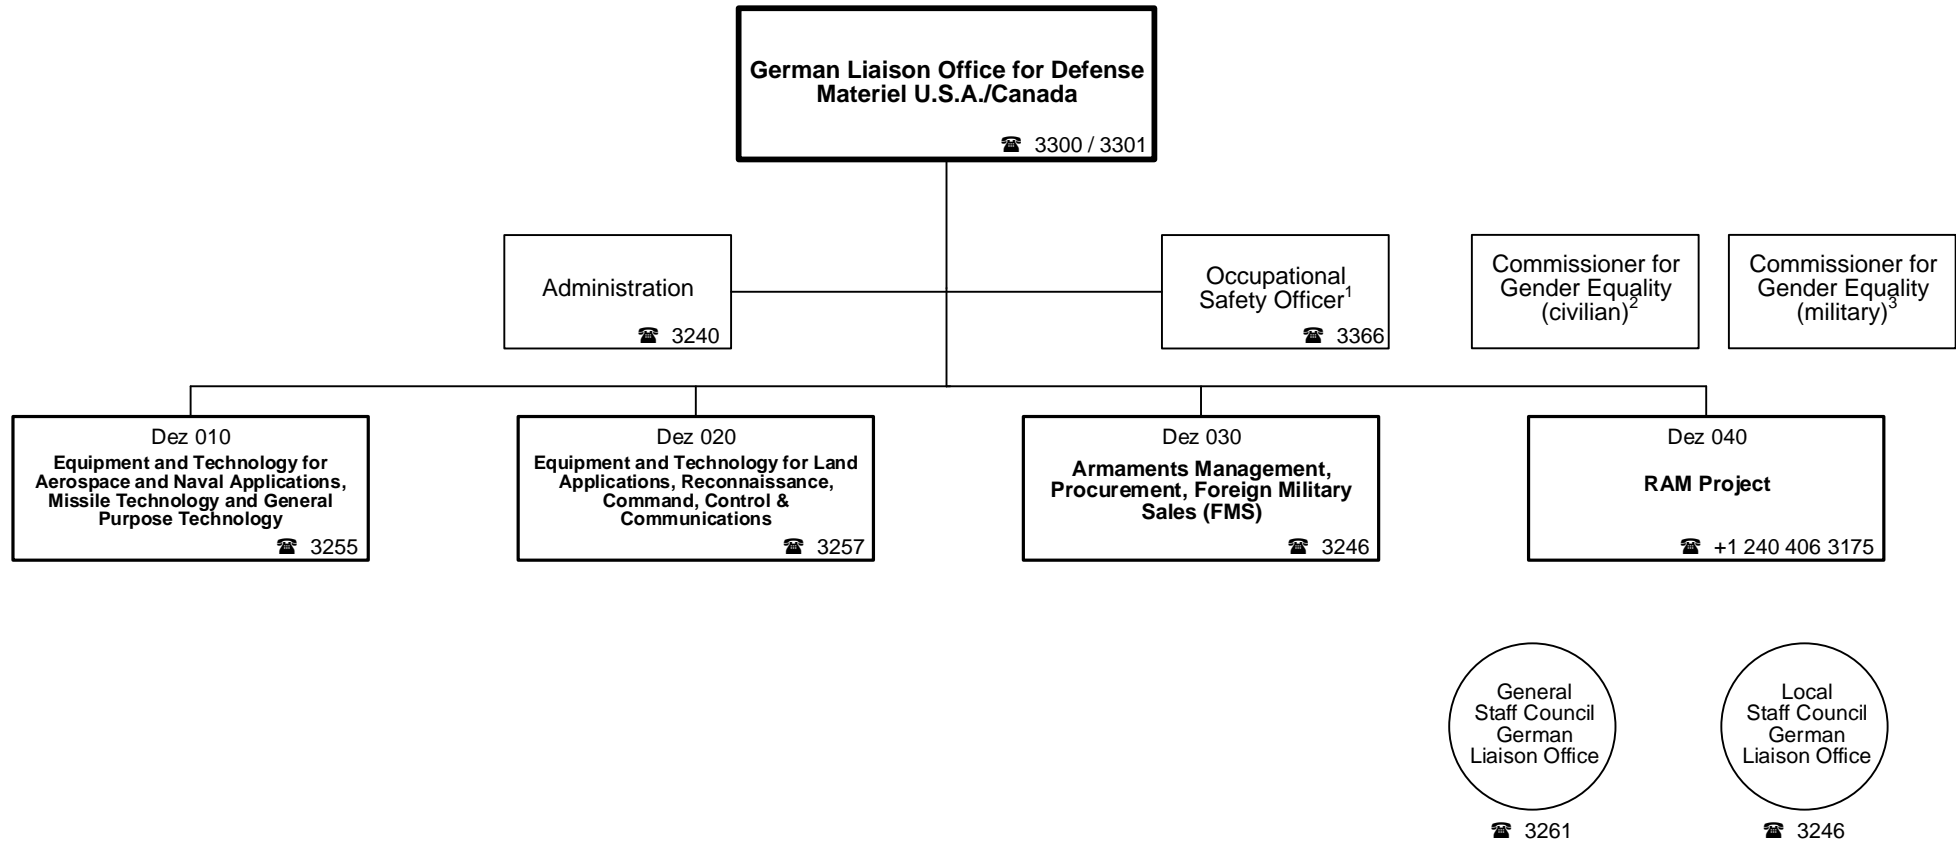 German Liaison Office for Defense
Materiel U.S.A./Canada
☎ 3300 / 3301
Administration
☎ 3240
Occupational
Safety Officer¹
☎ 3366
Commissioner for
Gender Equality
(civilian)²
Commissioner for
Gender Equality
(military)³
Dez 010
Equipment and Technology for
Aerospace and Naval Applications,
Missile Technology and General
Purpose Technology
☎ 3255
Dez 020
Equipment and Technology for Land
Applications, Reconnaissance,
Command, Control &
Communications
☎ 3257
Dez 030
Armaments Management,
Procurement, Foreign Military
Sales (FMS)
☎ 3246
Dez 040
RAM Project
☎ +1 240 406 3175
General
Staff Council
German
Liaison Office
☎ 3261
Local
Staff Council
German
Liaison Office
☎ 3246